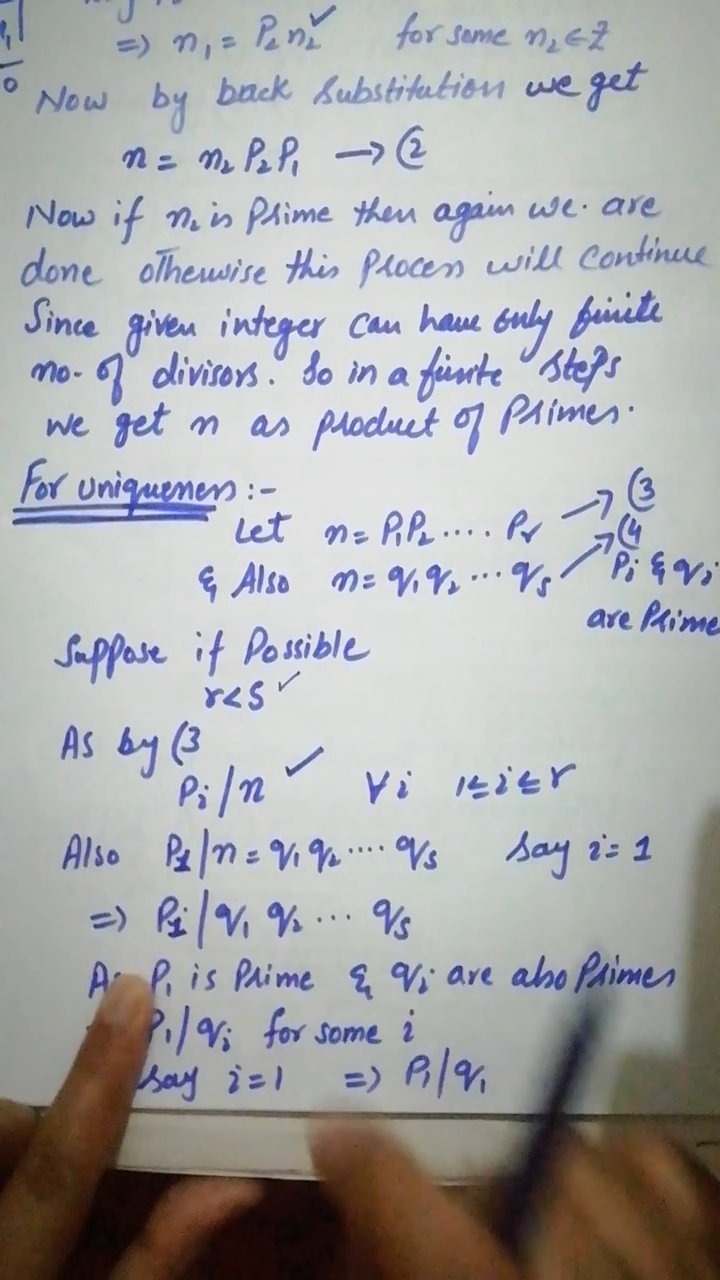 => n₁ = P₂n₂ ✓ for some n₂ ∈ Z
Now by back Substitution we get
n = n₂ P₂P₁ → (2
Now if n₂ is Prime then again we are
done otherwise this Process will Continue
Since given integer can have only finite
no. of divisors. So in a finite steps
we get n as product of Primes.
For uniqueness :-
Let n = P₁P₂ .... Pr → (3
& Also n = q₁q₂ ... qs → (4
Pi & qi
are Prime
Suppose if Possible
r<S ✓
As by (3
Pi/n ✓ ∀i 1≤i≤r
Also P1/n = q₁q₂ .... qs Say i=1
=> P1/q₁ q₂ ... qs
As P₁ is Prime & qi are also Primes
P₁/qi for some i
Say i=1 => P₁/q₁